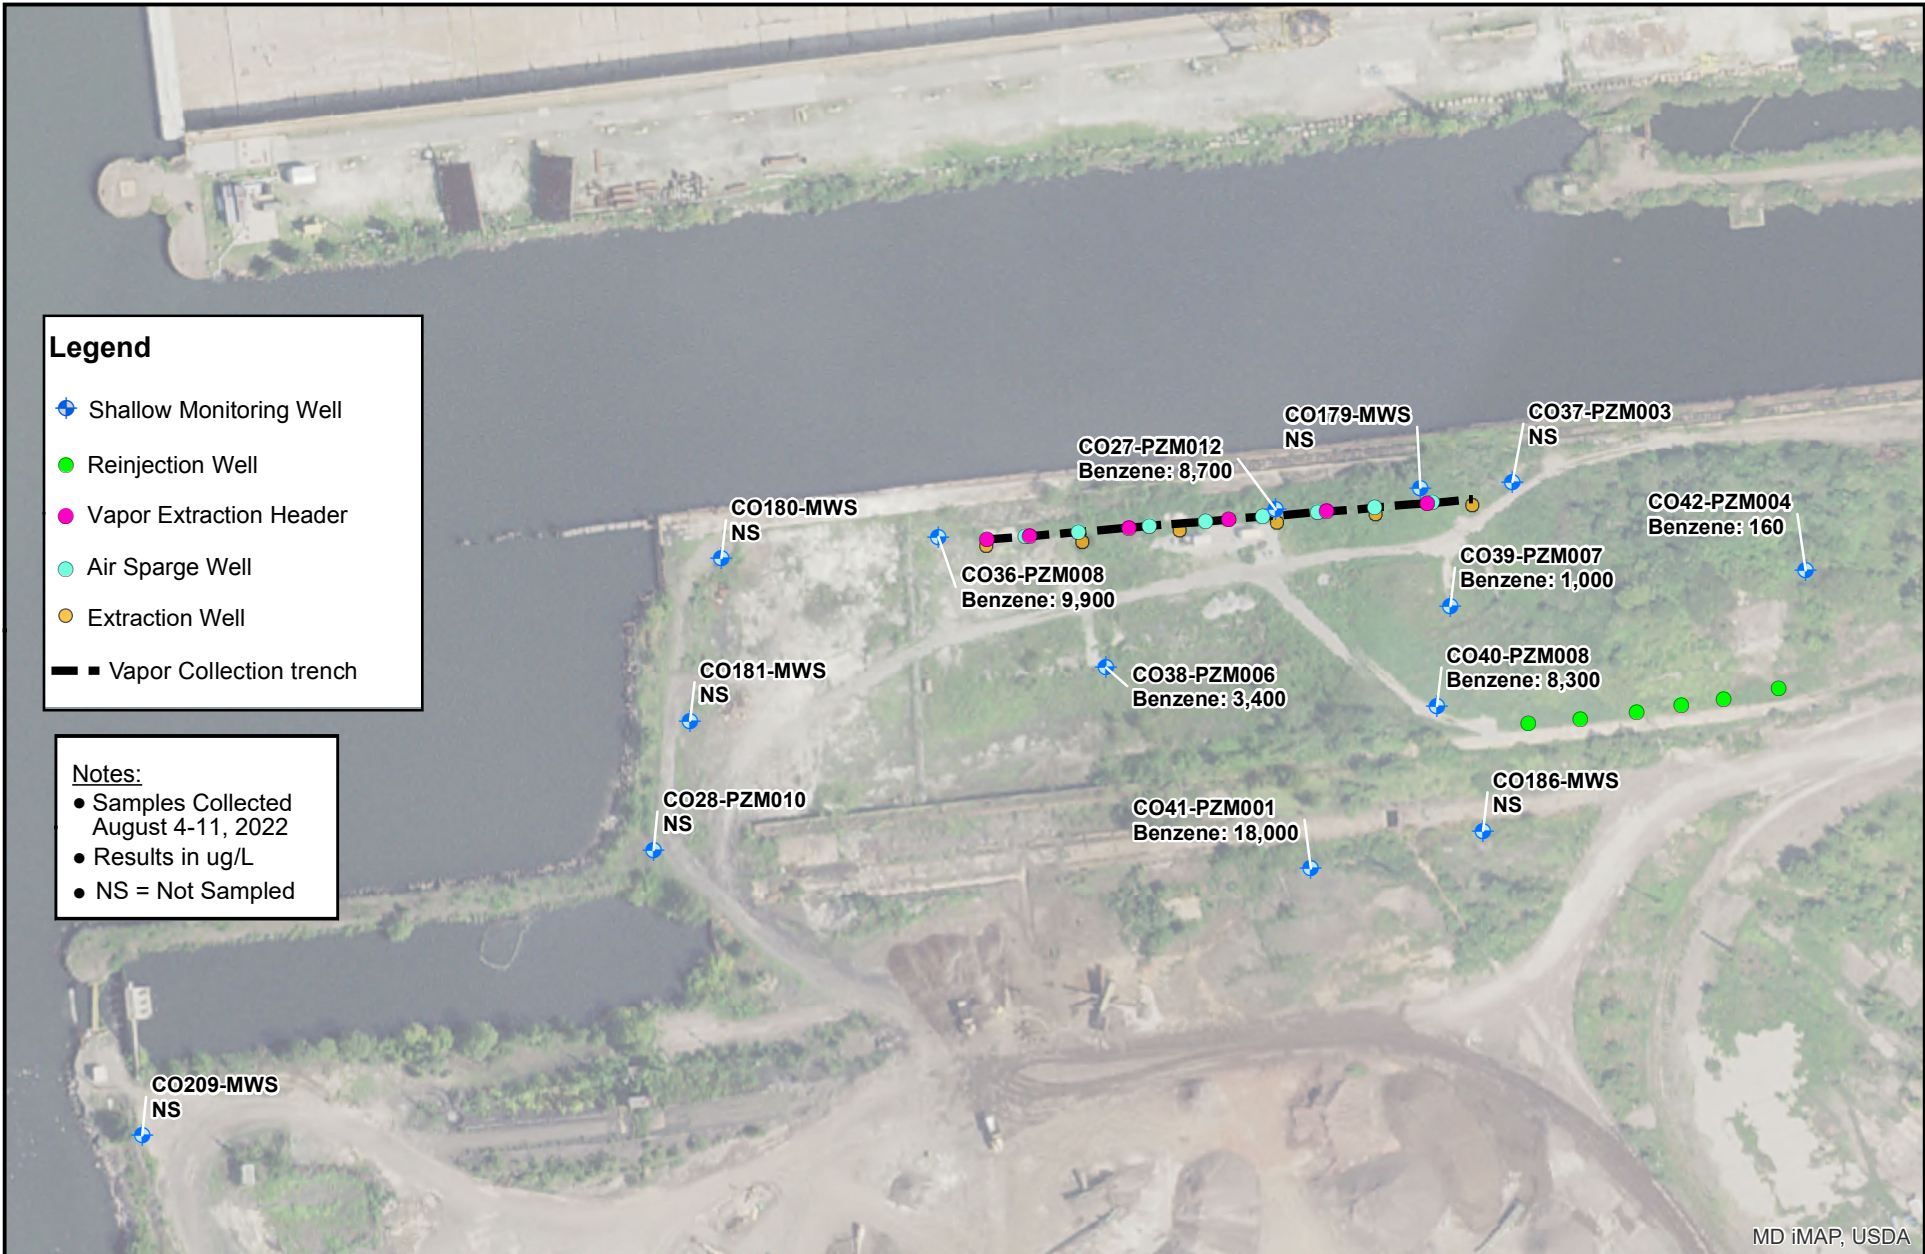 Legend
Shallow Monitoring Well
Reinjection Well
Vapor Extraction Header
Air Sparge Well
Extraction Well
Vapor Collection trench
Notes:
● Samples Collected
August 4-11, 2022
● Results in ug/L
● NS = Not Sampled
CO179-MWS
NS
CO37-PZM003
NS
CO27-PZM012
Benzene: 8,700
CO42-PZM004
Benzene: 160
CO180-MWS
NS
CO36-PZM008
Benzene: 9,900
CO39-PZM007
Benzene: 1,000
CO181-MWS
NS
CO38-PZM006
Benzene: 3,400
CO40-PZM008
Benzene: 8,300
CO28-PZM010
NS
CO41-PZM001
Benzene: 18,000
CO186-MWS
NS
CO209-MWS
NS
MD iMAP, USDA